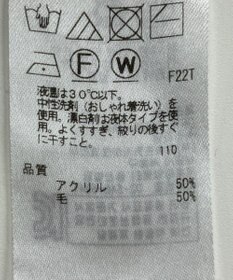 F W
F22T
液温は30℃以下。
中性洗剤(おしゃれ着洗い)を
使用。漂白剤は液体タイプを使
用。よくすすぎ、絞りの後すぐ
に干すこと。
110
品質
アクリル 50%
毛 50%